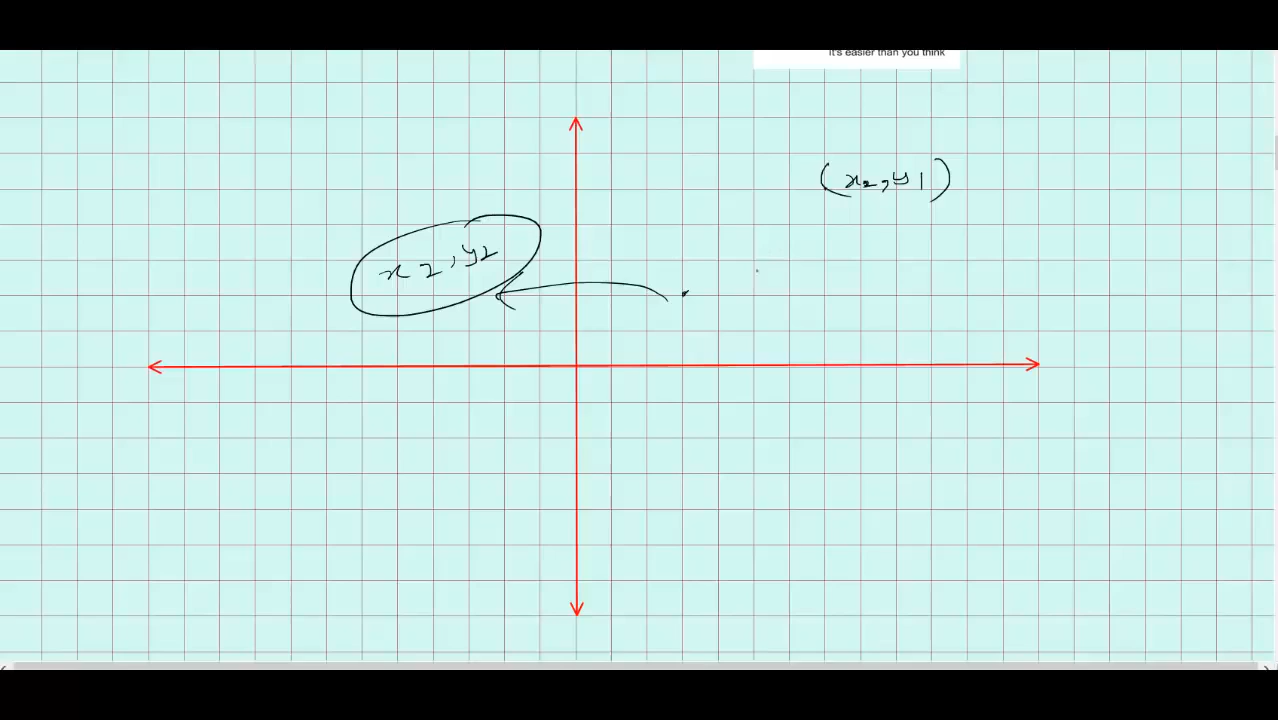 it's easier than you think
(x₂, y1)
x2, y2